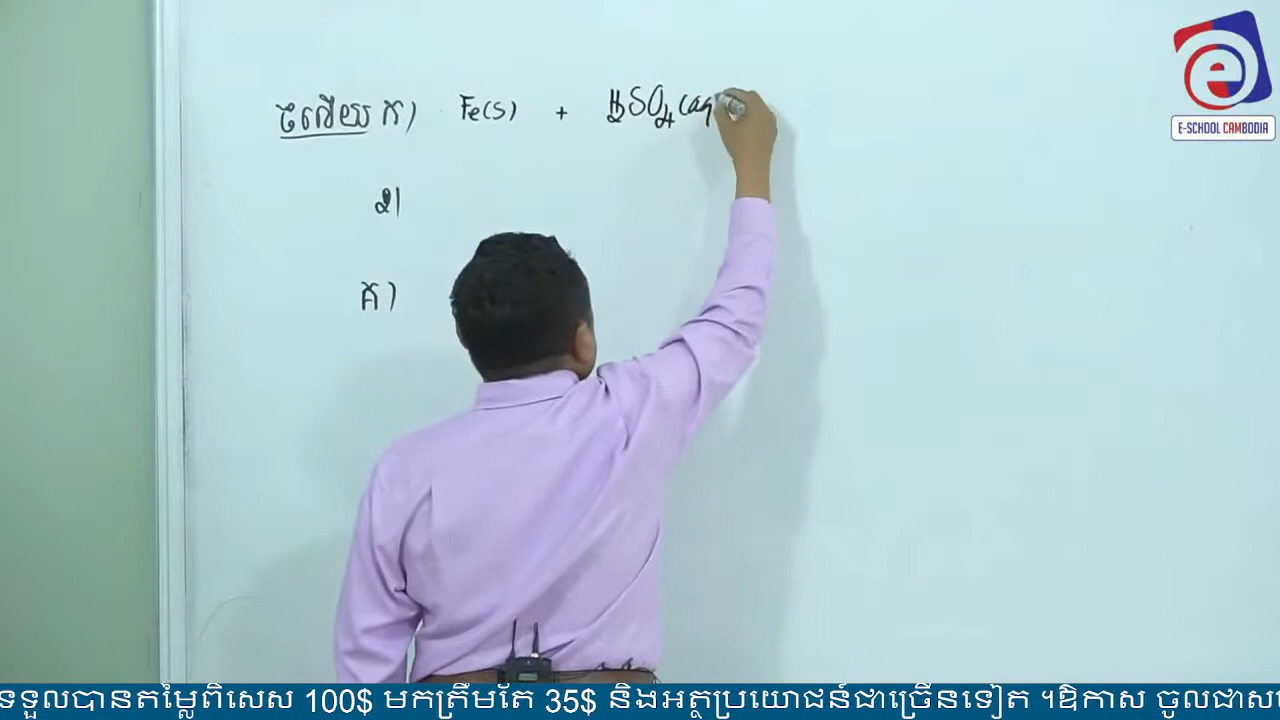 e
E-SCHOOL CAMBODIA
ចំលើយ ក) Fe(s) + H2SO4(aq
ខ)
គ)
ទទួលបានតម្លៃពិសេស 100$ មកត្រឹមតែ 35$ និងអត្ថប្រយោជន៍ជាច្រើនទៀត ។ឱកាស ចូលជាស